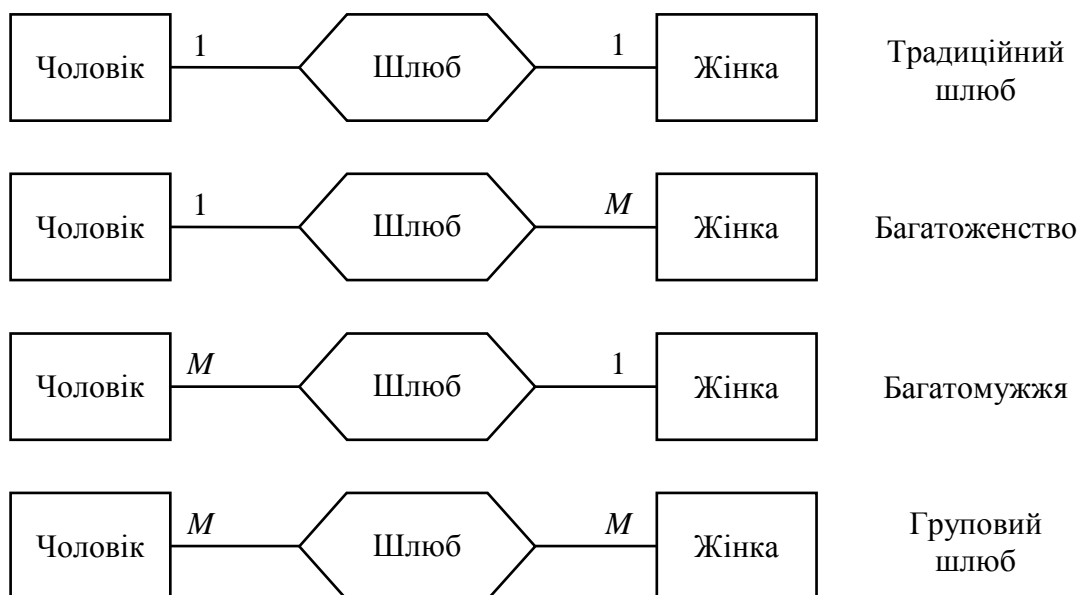 Чоловік 1 Шлюб 1 Жінка Традиційний
шлюб
Чоловік 1 Шлюб M Жінка Багатоженство
Чоловік M Шлюб 1 Жінка Багатомужжя
Чоловік M Шлюб M Жінка Груповий
шлюб